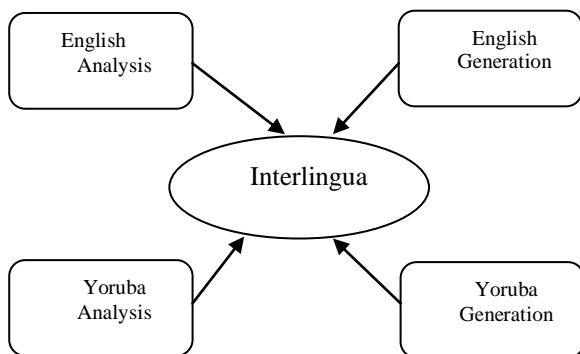 English
Analysis
English
Generation
Interlingua
Yoruba
Analysis
Yoruba
Generation